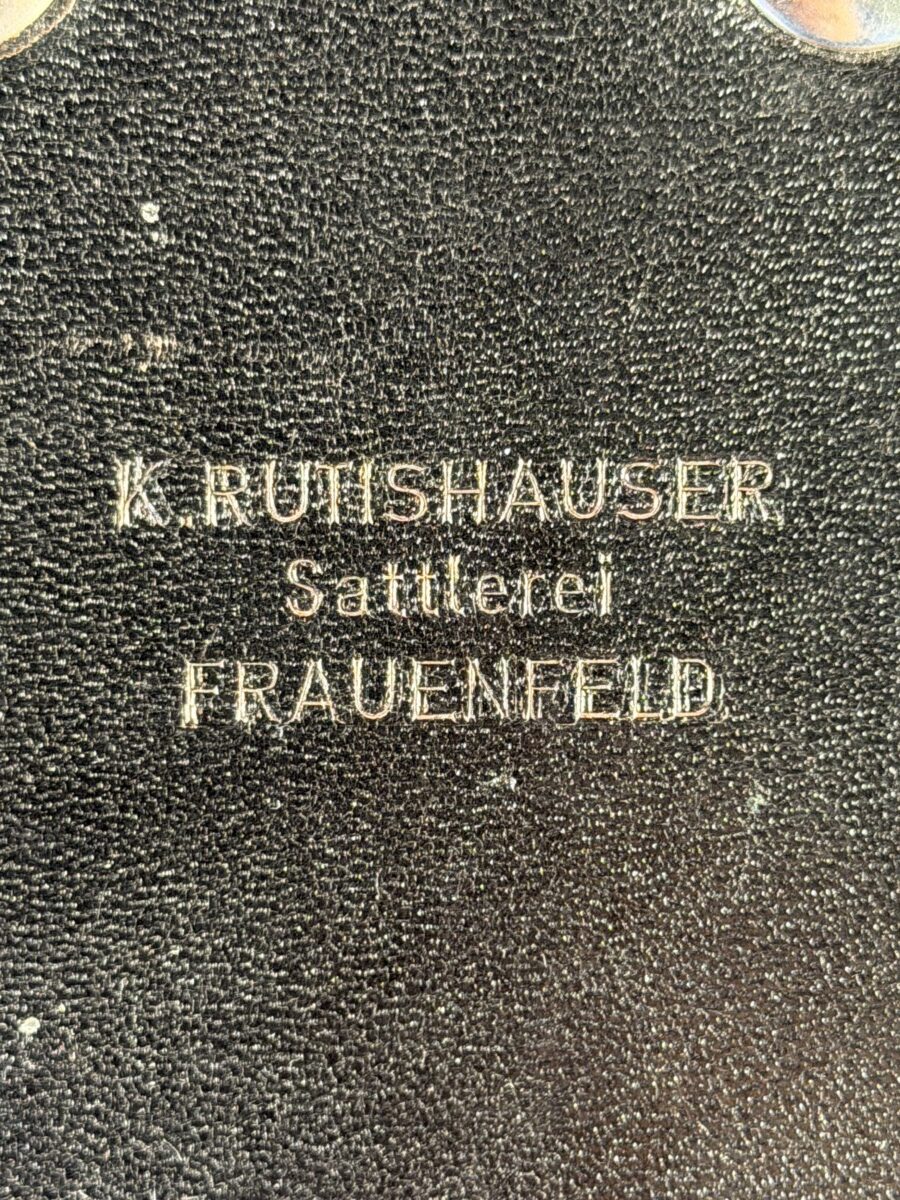 K. RUTISHAUSER
Sattlerei
FRAUENFELD